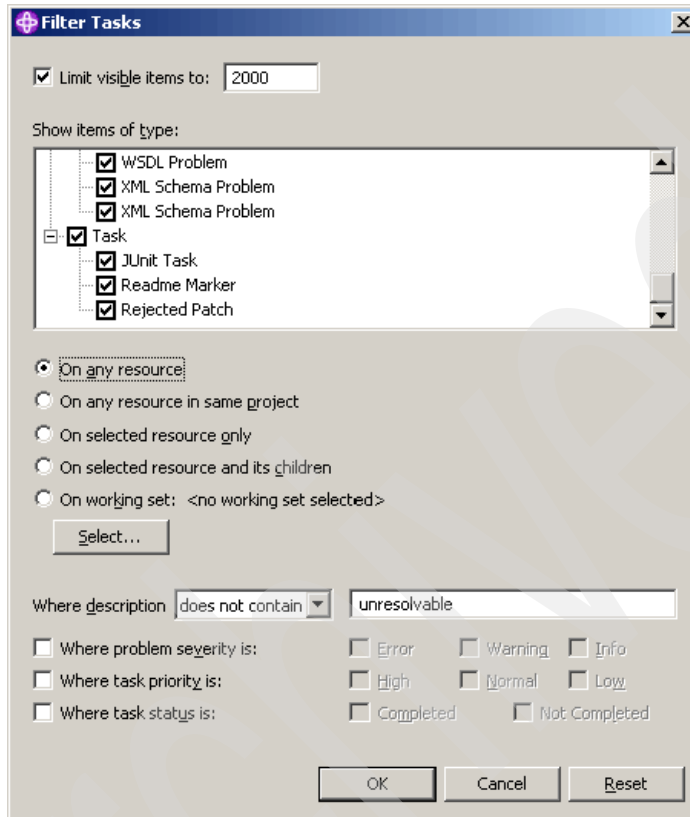 Filter Tasks
Limit visible items to: 2000
Show items of type:
WSDL Problem
XML Schema Problem
XML Schema Problem
Task
JUnit Task
Readme Marker
Rejected Patch
On any resource
On any resource in same project
On selected resource only
On selected resource and its children
On working set: <no working set selected>
Select...
Where description does not contain unresolvable
Where problem severity is: Error Warning Info
Where task priority is: High Normal Low
Where task status is: Completed Not Completed
OK Cancel Reset